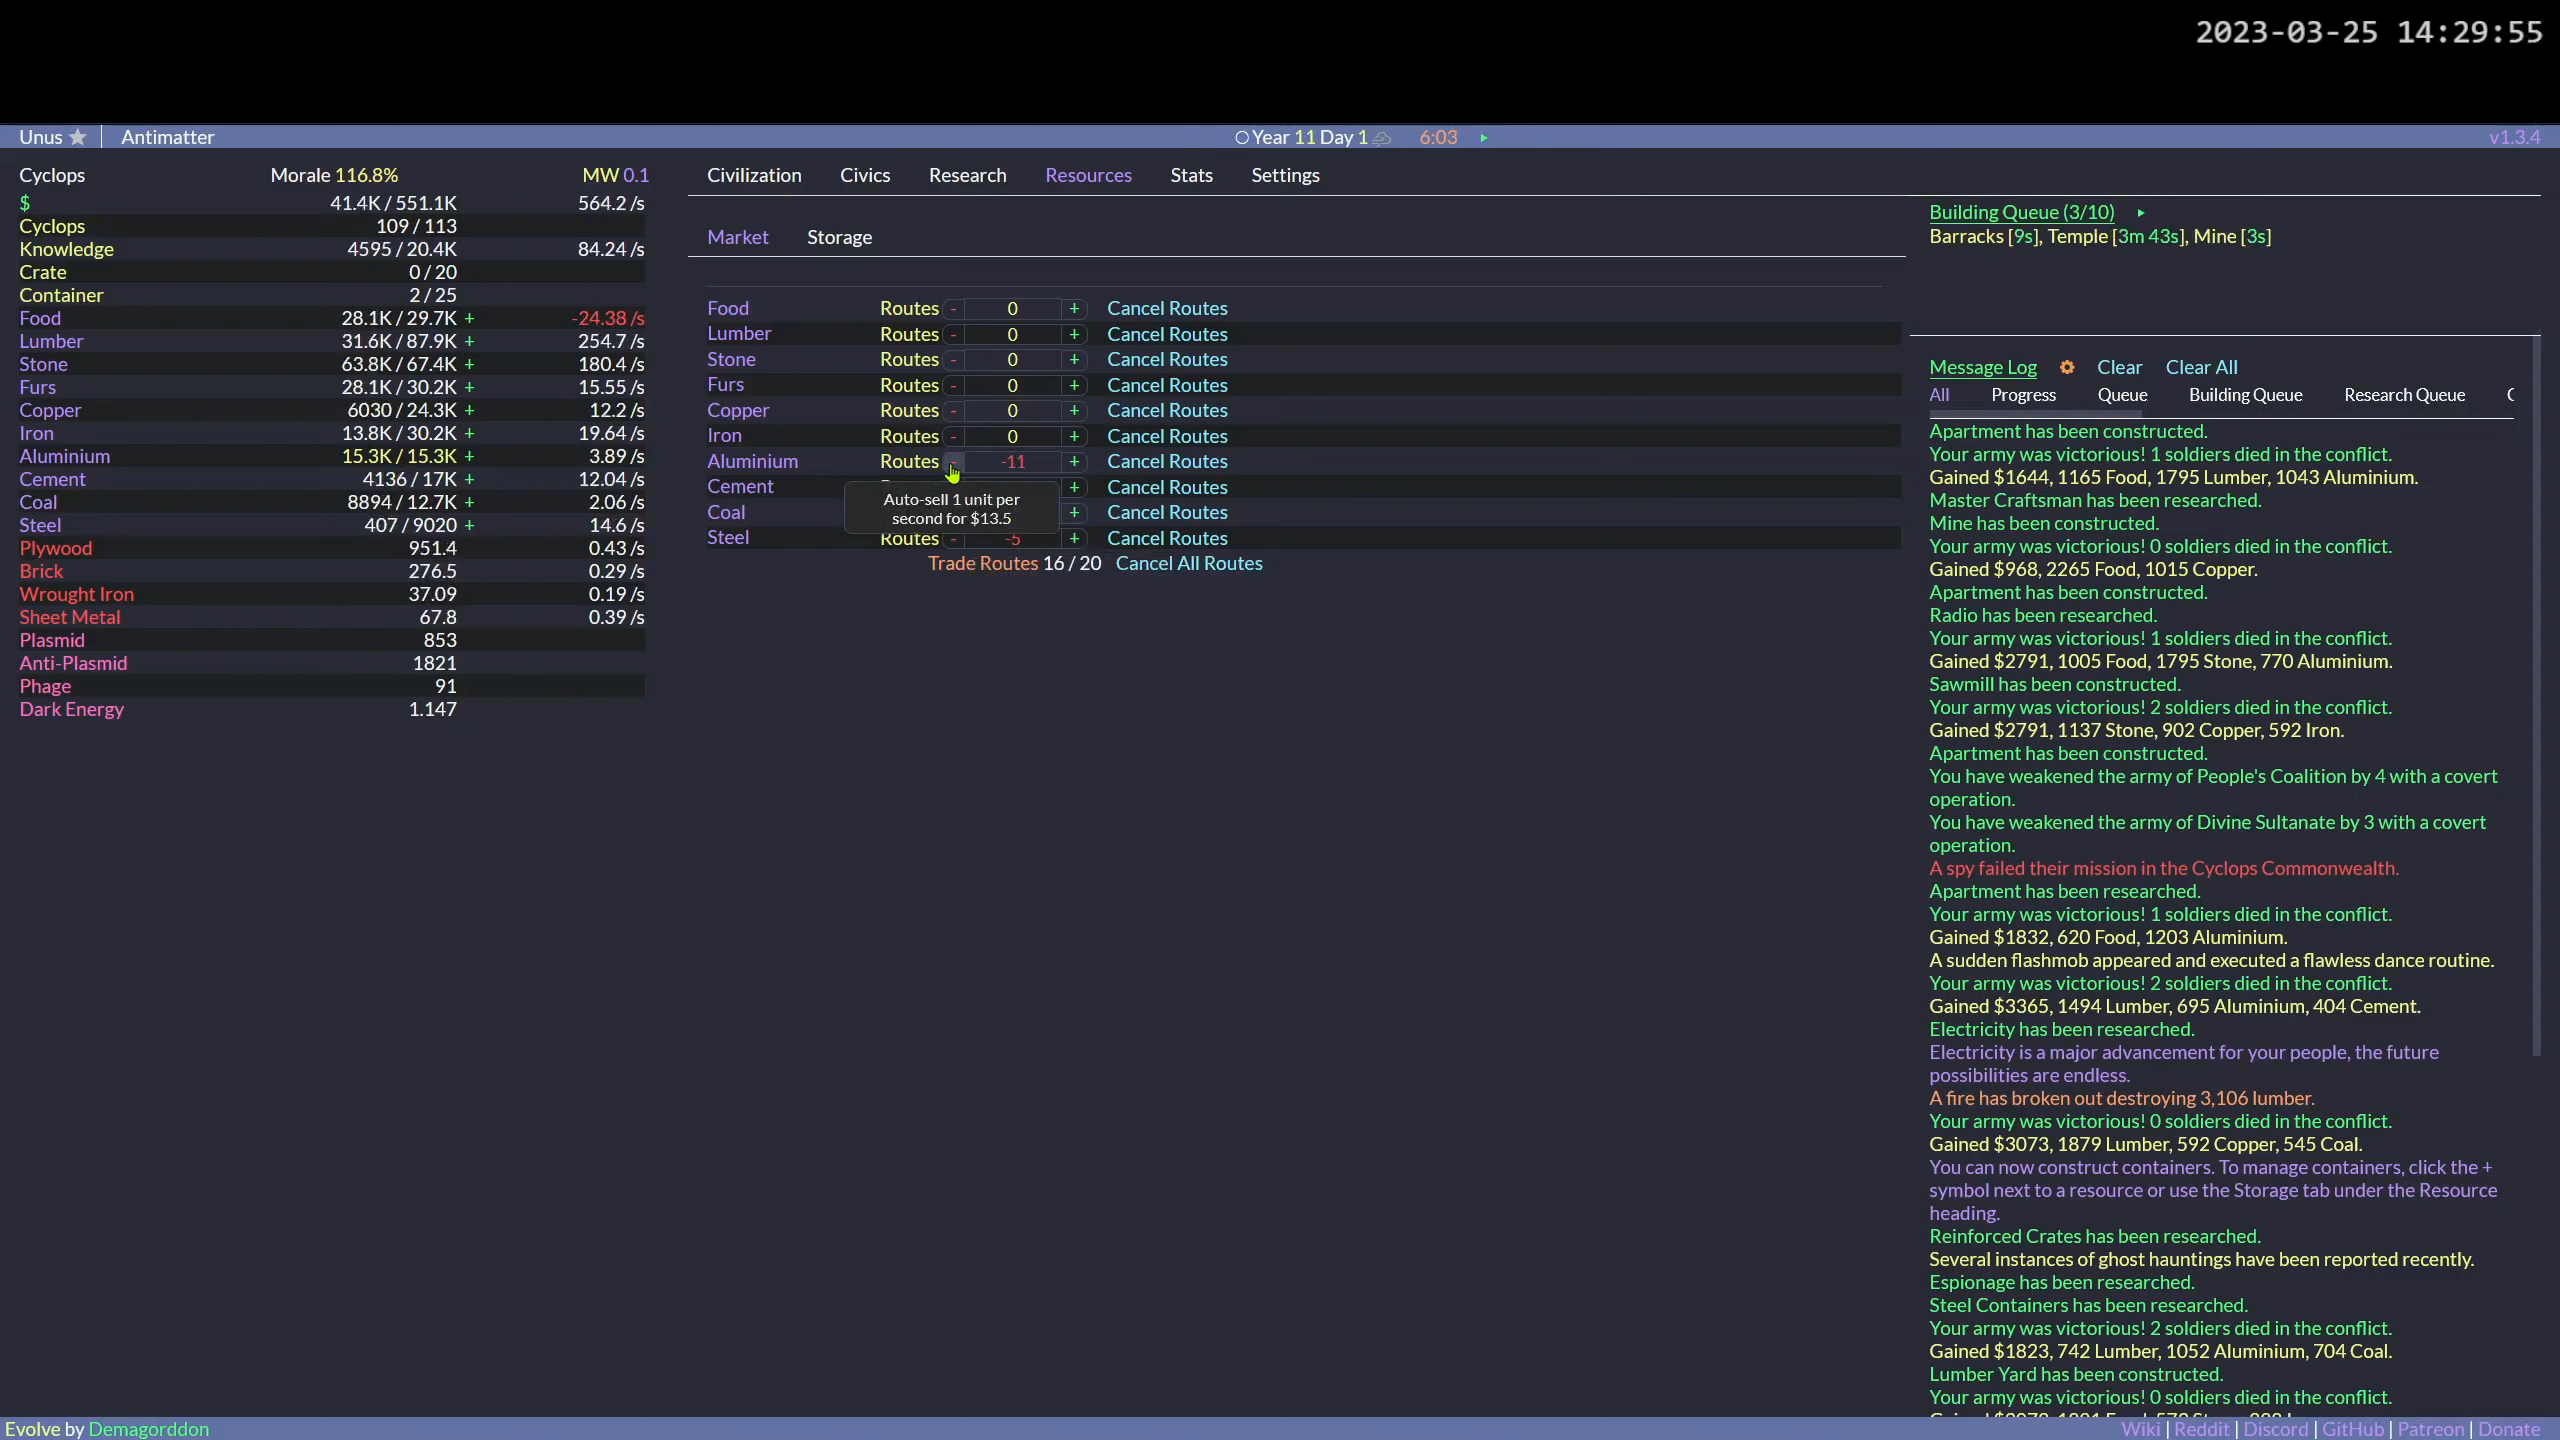 2023-03-25 14:29:55
Unus Antimatter Year 11 Day 1 6:03 v1.3.4
Cyclops Morale 116.8% MW 0.1
$ 41.4K / 551.1K 564.2 /s
Cyclops 109 / 113
Knowledge 4595 / 20.4K 84.24 /s
Crate 0 / 20
Container 2 / 25
Food 28.1K / 29.7K + -24.38 /s
Lumber 31.6K / 87.9K + 254.7 /s
Stone 63.8K / 67.4K + 180.4 /s
Furs 28.1K / 30.2K + 15.55 /s
Copper 6030 / 24.3K + 12.2 /s
Iron 13.8K / 30.2K + 19.64 /s
Aluminium 15.3K / 15.3K + 3.89 /s
Cement 4136 / 17K + 12.04 /s
Coal 8894 / 12.7K + 2.06 /s
Steel 407 / 9020 + 14.6 /s
Plywood 951.4 0.43 /s
Brick 276.5 0.29 /s
Wrought Iron 37.09 0.19 /s
Sheet Metal 67.8 0.39 /s
Plasmid 853
Anti-Plasmid 1821
Phage 91
Dark Energy 1.147
Civilization Civics Research Resources Stats Settings
Market Storage
Food Routes - 0 + Cancel Routes
Lumber Routes - 0 + Cancel Routes
Stone Routes - 0 + Cancel Routes
Furs Routes - 0 + Cancel Routes
Copper Routes - 0 + Cancel Routes
Iron Routes - 0 + Cancel Routes
Aluminium Routes - -11 + Cancel Routes
Cement + Cancel Routes
Auto-sell 1 unit per
second for $13.5
Coal + Cancel Routes
Steel Routes - -5 + Cancel Routes
Trade Routes 16 / 20 Cancel All Routes
Building Queue (3/10)
Barracks [9s], Temple [3m 43s], Mine [3s]
Message Log Clear Clear All
All Progress Queue Building Queue Research Queue
Apartment has been constructed.
Your army was victorious! 1 soldiers died in the conflict.
Gained $1644, 1165 Food, 1795 Lumber, 1043 Aluminium.
Master Craftsman has been researched.
Mine has been constructed.
Your army was victorious! 0 soldiers died in the conflict.
Gained $968, 2265 Food, 1015 Copper.
Apartment has been constructed.
Radio has been researched.
Your army was victorious! 1 soldiers died in the conflict.
Gained $2791, 1005 Food, 1795 Stone, 770 Aluminium.
Sawmill has been constructed.
Your army was victorious! 2 soldiers died in the conflict.
Gained $2791, 1137 Stone, 902 Copper, 592 Iron.
Apartment has been constructed.
You have weakened the army of People's Coalition by 4 with a covert
operation.
You have weakened the army of Divine Sultanate by 3 with a covert
operation.
A spy failed their mission in the Cyclops Commonwealth.
Apartment has been researched.
Your army was victorious! 1 soldiers died in the conflict.
Gained $1832, 620 Food, 1203 Aluminium.
A sudden flashmob appeared and executed a flawless dance routine.
Your army was victorious! 2 soldiers died in the conflict.
Gained $3365, 1494 Lumber, 695 Aluminium, 404 Cement.
Electricity has been researched.
Electricity is a major advancement for your people, the future
possibilities are endless.
A fire has broken out destroying 3,106 lumber.
Your army was victorious! 0 soldiers died in the conflict.
Gained $3073, 1879 Lumber, 592 Copper, 545 Coal.
You can now construct containers. To manage containers, click the +
symbol next to a resource or use the Storage tab under the Resource
heading.
Reinforced Crates has been researched.
Several instances of ghost hauntings have been reported recently.
Espionage has been researched.
Steel Containers has been researched.
Your army was victorious! 2 soldiers died in the conflict.
Gained $1823, 742 Lumber, 1052 Aluminium, 704 Coal.
Lumber Yard has been constructed.
Your army was victorious! 0 soldiers died in the conflict.
Evolve by Demagorddon Wiki | Reddit | Discord | GitHub | Patreon | Donate